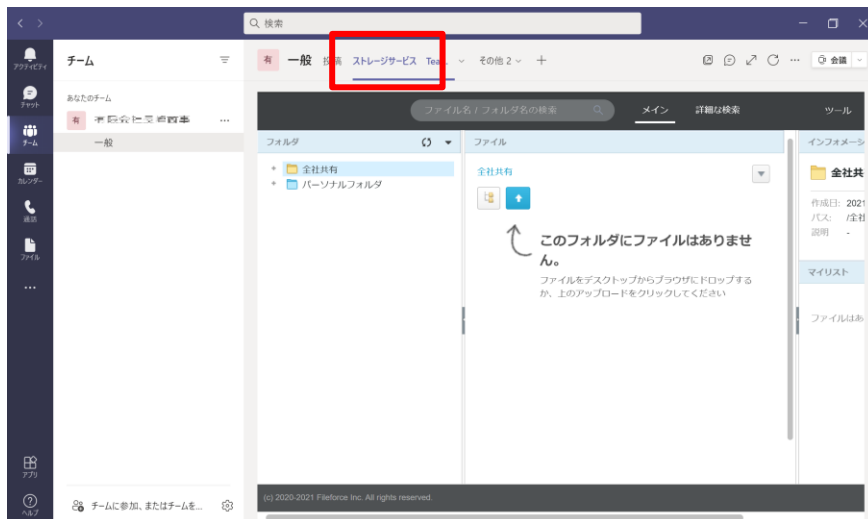 検索
アクティビティ
チャット
チーム
カレンダー
通話
ファイル
アプリ
ヘルプ
チーム
あなたのチーム
有
一般
チームに参加、またはチームを...
有 一般 投稿 ストレージサービス Tea... その他 2 +
会議
ファイル名 / フォルダ名の検索 メイン 詳細な検索 ツール
フォルダ
全社共有
パーソナルフォルダ
ファイル
全社共有
このフォルダにファイルはありませ
ん。
ファイルをデスクトップからブラウザにドロップする
か、上のアップロードをクリックしてください
インフォメーシ
全社共
作成日: 2021
パス: /全社
説明 -
マイリスト
ファイルはあ
(c) 2020-2021 Fileforce Inc. All rights reserved.